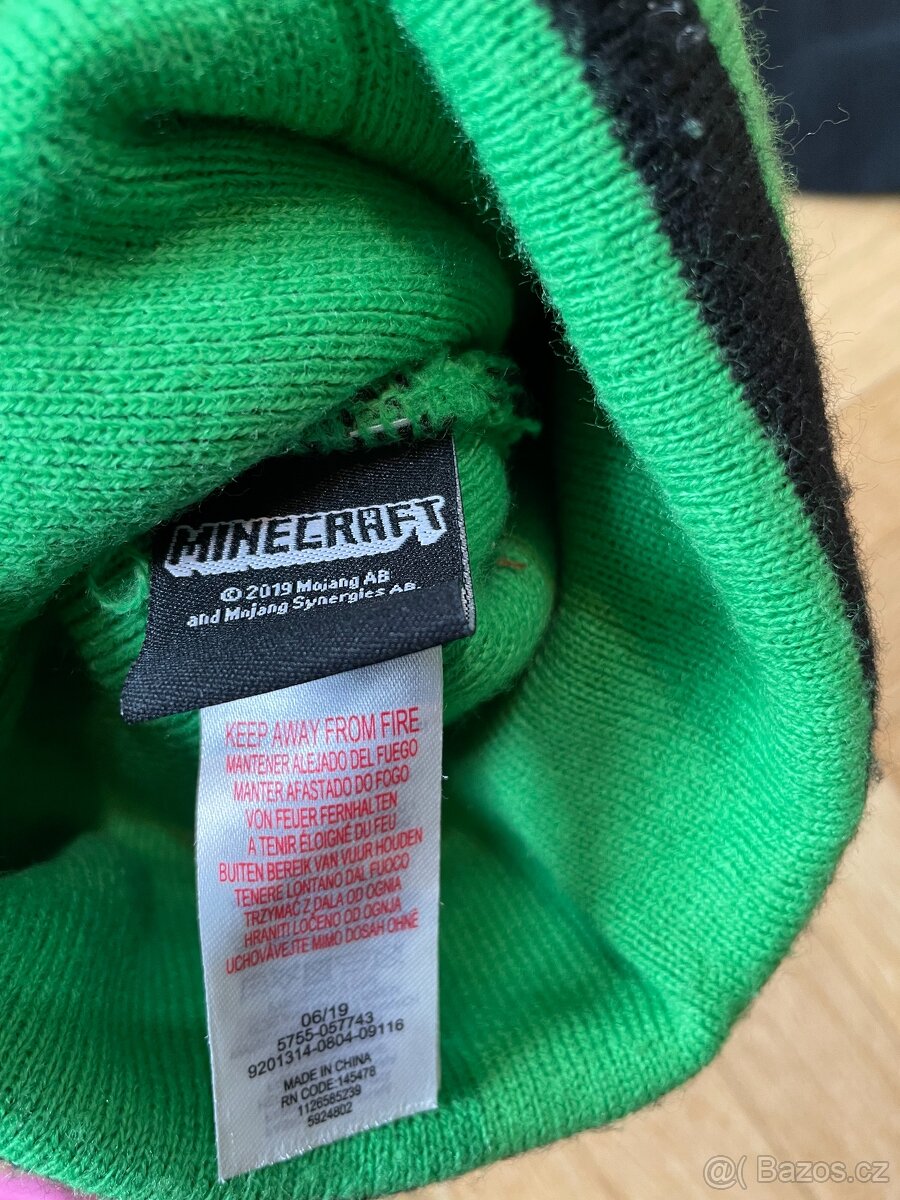 MINECRAFT
© 2019 Mojang AB
and Mojang Synergies AB.
KEEP AWAY FROM FIRE
MANTENER ALEJADO DEL FUEGO
MANTER AFASTADO DO FOGO
VON FEUER FERNHALTEN
A TENIR ÉLOIGNÉ DU FEU
BUITEN BEREIK VAN VUUR HOUDEN
TENERE LONTANO DAL FUOCO
TRZYMAĆ Z DALA OD OGNIA
HRANITI LOČENO OD OGNJA
UCHOVÁVEJTE MIMO DOSAH OHNĚ
06/19
5755-057743
9201314-0804-09116
MADE IN CHINA
RN CODE:145478
1126585239
5924802
Bazos.cz